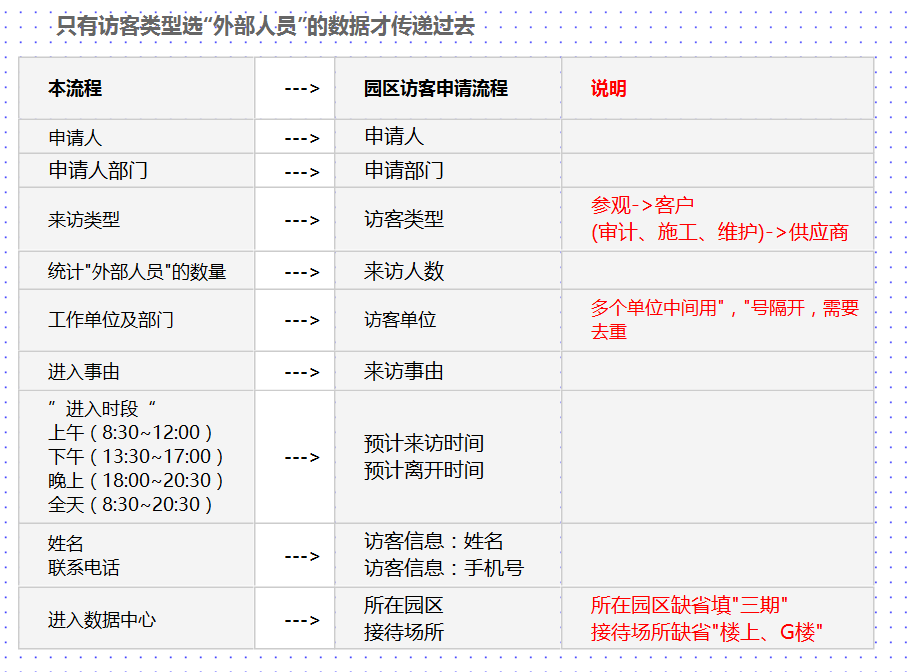 只有访客类型选“外部人员”的数据才传递过去
本流程 ---> 园区访客申请流程 说明
申请人 ---> 申请人
申请人部门 ---> 申请部门
来访类型 ---> 访客类型 参观->客户
(审计、施工、维护)->供应商
统计"外部人员"的数量 ---> 来访人数
工作单位及部门 ---> 访客单位 多个单位中间用"，"号隔开，需要
去重
进入事由 ---> 来访事由
”进入时段“
上午（8:30~12:00）
下午（13:30~17:00）
晚上（18:00~20:30）
全天（8:30~20:30）
--->
预计来访时间
预计离开时间
姓名
联系电话
--->
访客信息：姓名
访客信息：手机号
进入数据中心 --->
所在园区
接待场所
所在园区缺省填"三期"
接待场所缺省"楼上、G楼"